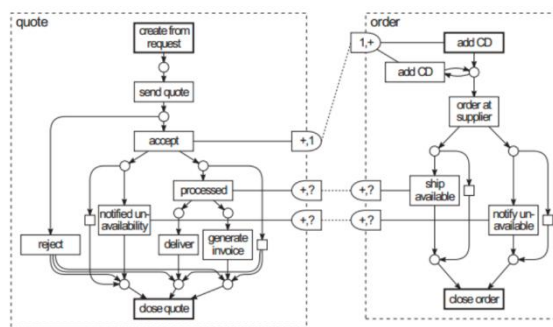 quote
create from
request
send quote
accept
+,1
processed
+,?
notified un-
availability
+,?
reject
deliver
generate
invoice
close quote
order
1,+
add CD
add CD
order at
supplier
+,?
ship
available
+,?
notify un-
available
close order